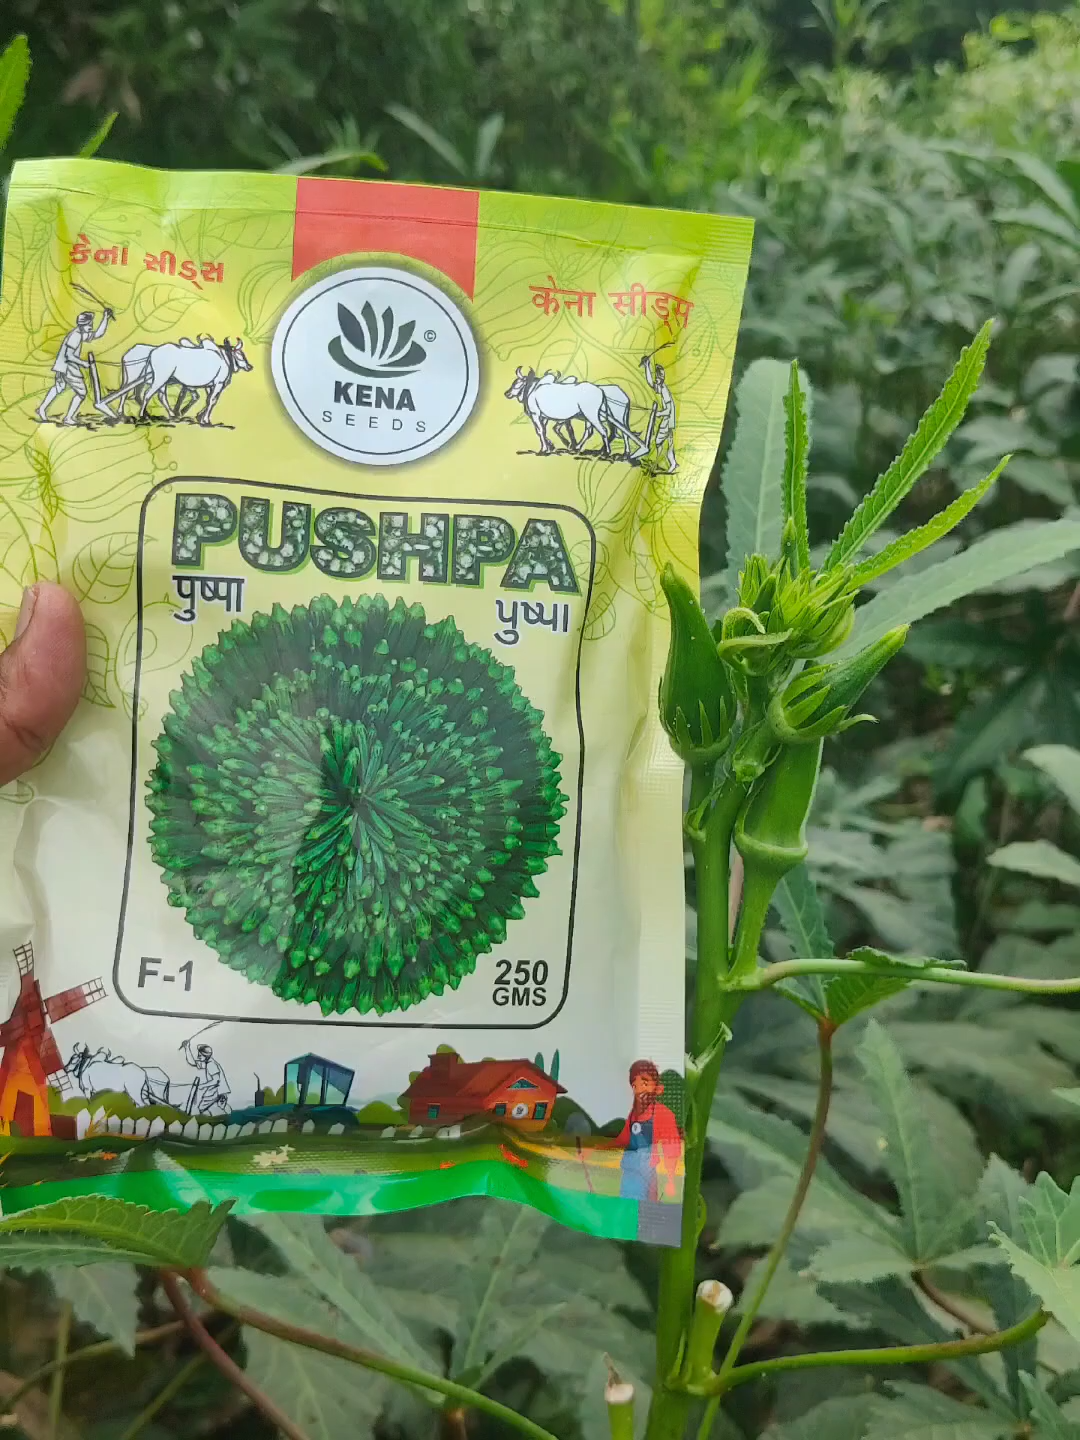 કેના સીડ્સ
केना सीड्स
©
KENA
SEEDS
PUSHPA
पुष्पा
પુષ્પા
F-1
250
GMS